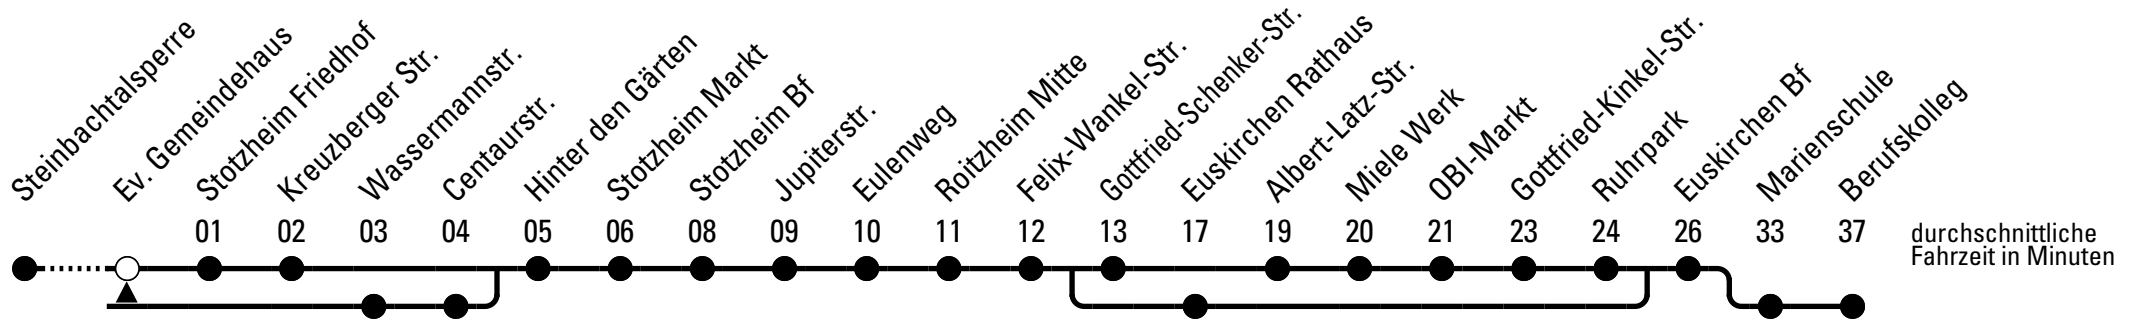 Steinbachtalsperre
Ev. Gemeindehaus
Stotzheim Friedhof
Kreuzberger Str.
Wassermannstr.
Centaurstr.
Hinter den Gärten
Stotzheim Markt
Stotzheim Bf
Jupiterstr.
Eulenweg
Roitzheim Mitte
Felix-Wankel-Str.
Gottfried-Schenker-Str.
Euskirchen Rathaus
Albert-Latz-Str.
Miele Werk
OBI-Markt
Gottfried-Kinkel-Str.
Ruhrpark
Euskirchen Bf
Marienschule
Berufskolleg
01 02 03 04 05 06 08 09 10 11 12 13 17 19 20 21 23 24 26 33 37
durchschnittliche
Fahrzeit in Minuten